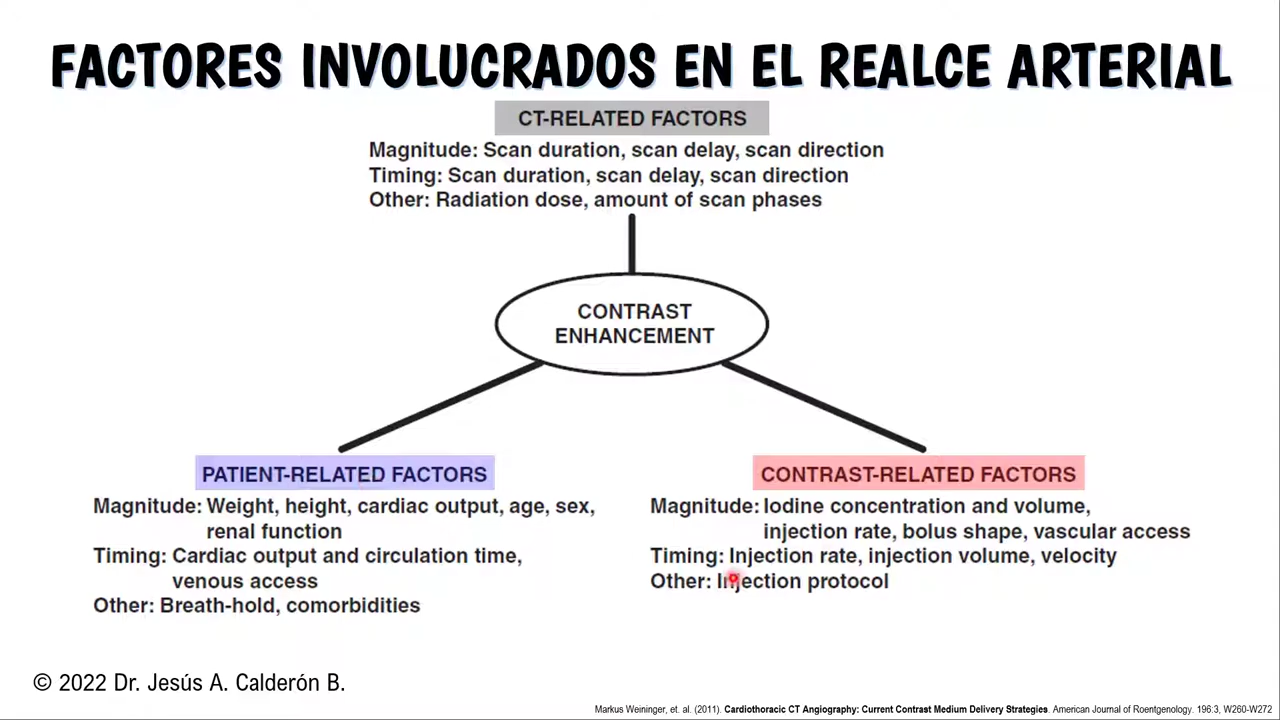 FACTORES INVOLUCRADOS EN EL REALCE ARTERIAL
CT-RELATED FACTORS
Magnitude: Scan duration, scan delay, scan direction
Timing: Scan duration, scan delay, scan direction
Other: Radiation dose, amount of scan phases
CONTRAST
ENHANCEMENT
PATIENT-RELATED FACTORS
Magnitude: Weight, height, cardiac output, age, sex,
renal function
Timing: Cardiac output and circulation time,
venous access
Other: Breath-hold, comorbidities
CONTRAST-RELATED FACTORS
Magnitude: Iodine concentration and volume,
injection rate, bolus shape, vascular access
Timing: Injection rate, injection volume, velocity
Other: Injection protocol
© 2022 Dr. Jesús A. Calderón B.
Markus Weininger, et. al. (2011). Cardiothoracic CT Angiography: Current Contrast Medium Delivery Strategies. American Journal of Roentgenology. 196:3, W260-W272